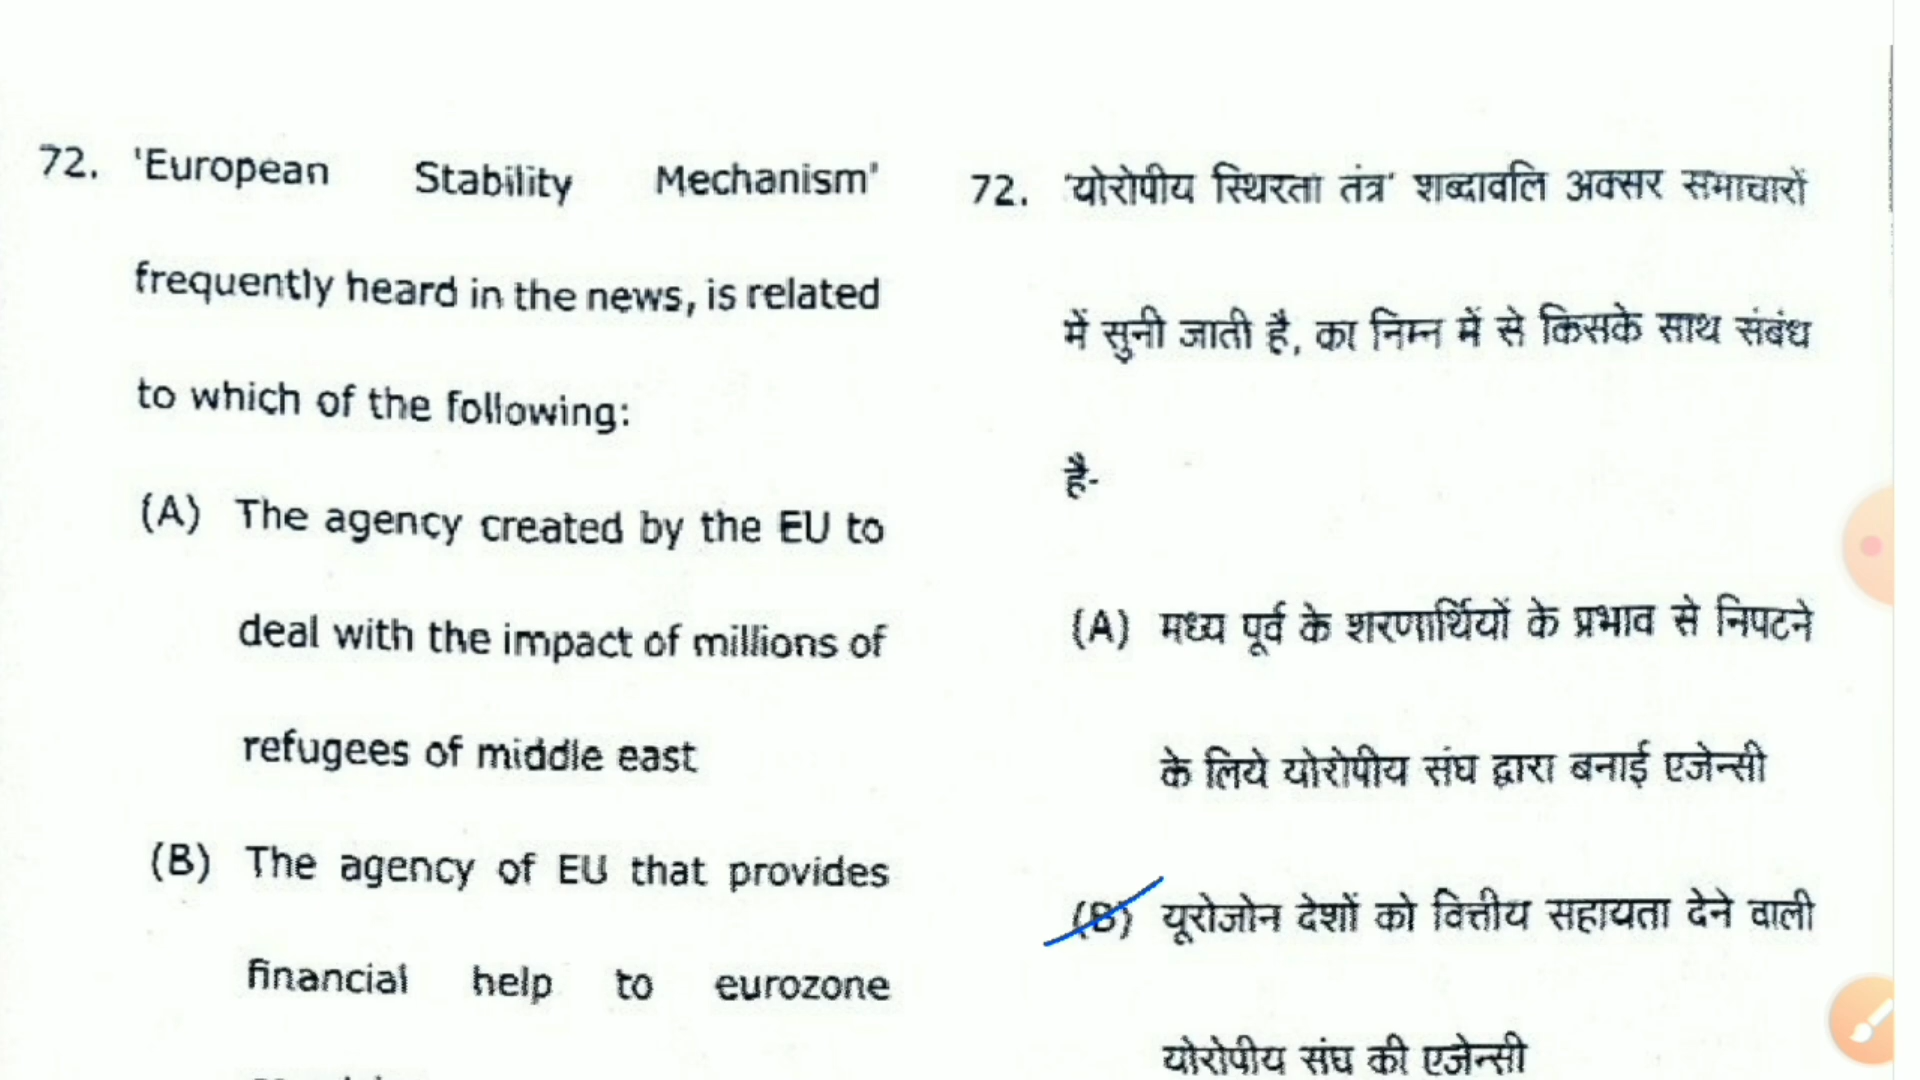 72. 'European Stability Mechanism'
frequently heard in the news, is related
to which of the following:
(A) The agency created by the EU to
deal with the impact of millions of
refugees of middle east
(B) The agency of EU that provides
financial help to eurozone
72. 'योरोपीय स्थिरता तंत्र' शब्दावलि अक्सर समाचारों
में सुनी जाती है, का निम्न में से किसके साथ संबंध
है-
(A) मध्य पूर्व के शरणार्थियों के प्रभाव से निपटने
के लिये योरोपीय संघ द्वारा बनाई एजेन्सी
(B) यूरोजोन देशों को वित्तीय सहायता देने वाली
योरोपीय संघ की एजेन्सी